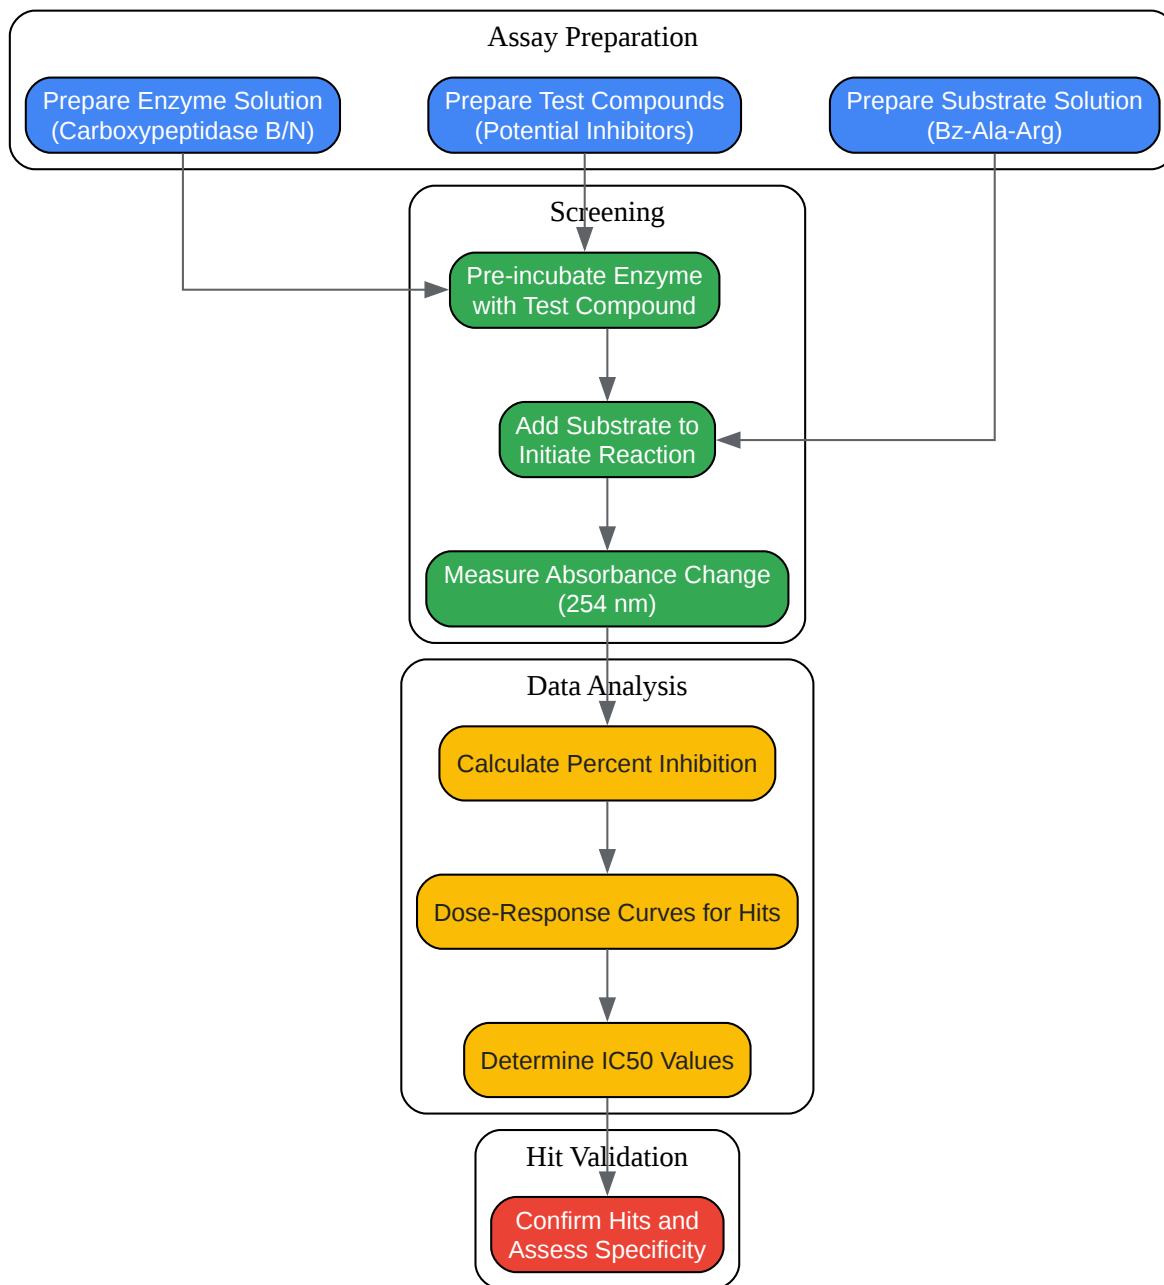 Assay Preparation
Prepare Enzyme Solution
(Carboxypeptidase B/N)
Prepare Test Compounds
(Potential Inhibitors)
Prepare Substrate Solution
(Bz-Ala-Arg)
Screening
Pre-incubate Enzyme
with Test Compound
Add Substrate to
Initiate Reaction
Measure Absorbance Change
(254 nm)
Data Analysis
Calculate Percent Inhibition
Dose-Response Curves for Hits
Determine IC50 Values
Hit Validation
Confirm Hits and
Assess Specificity